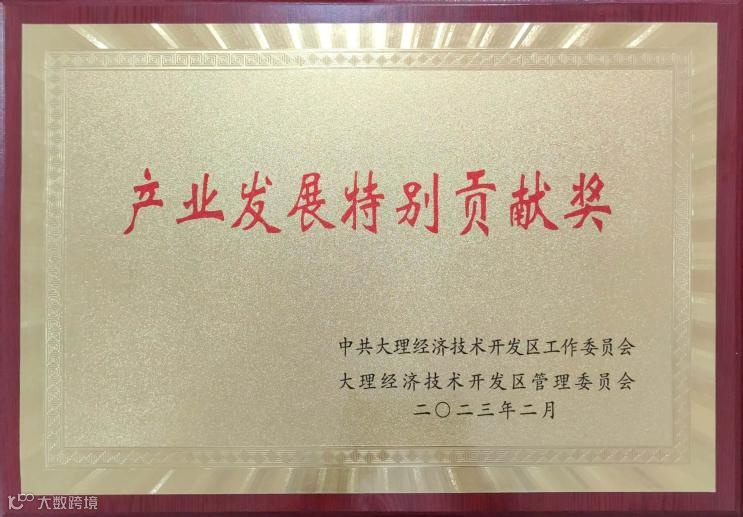 产业发展特别贡献奖
中共大理经济技术开发区工作委员会
大理经济技术开发区管理委员会
二〇二三年二月
大数跨境